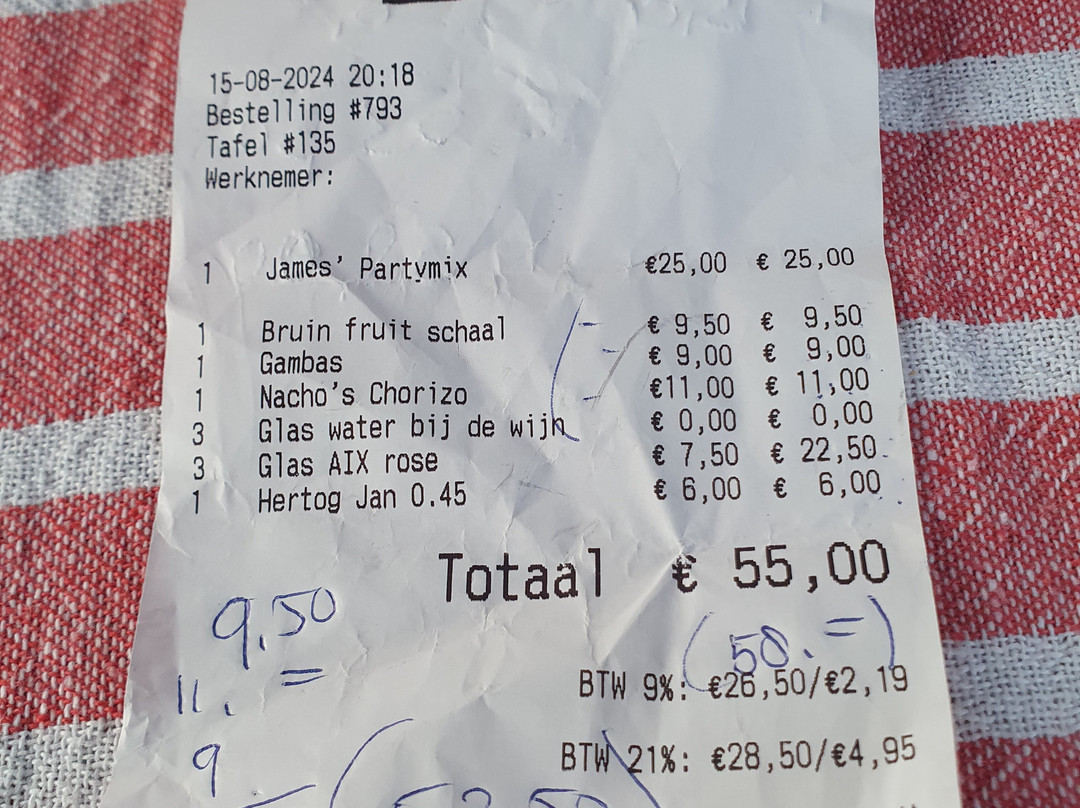 15-08-2024 20:18
Bestelling #793
Tafel #135
Werknemer:
1 James' Partymix €25,00 € 25,00
1 Bruin fruit schaal € 9,50 € 9,50
1 Gambas € 9,00 € 9,00
1 Nacho's Chorizo €11,00 € 11,00
3 Glas water bij de wijn € 0,00 € 0,00
3 Glas AIX rose € 7,50 € 22,50
1 Hertog Jan 0.45 € 6,00 € 6,00
Totaal € 55,00
9.50
(50.=)
11.
BTW 9%: €26,50/€2,19
9
BTW 21%: €28,50/€4,95